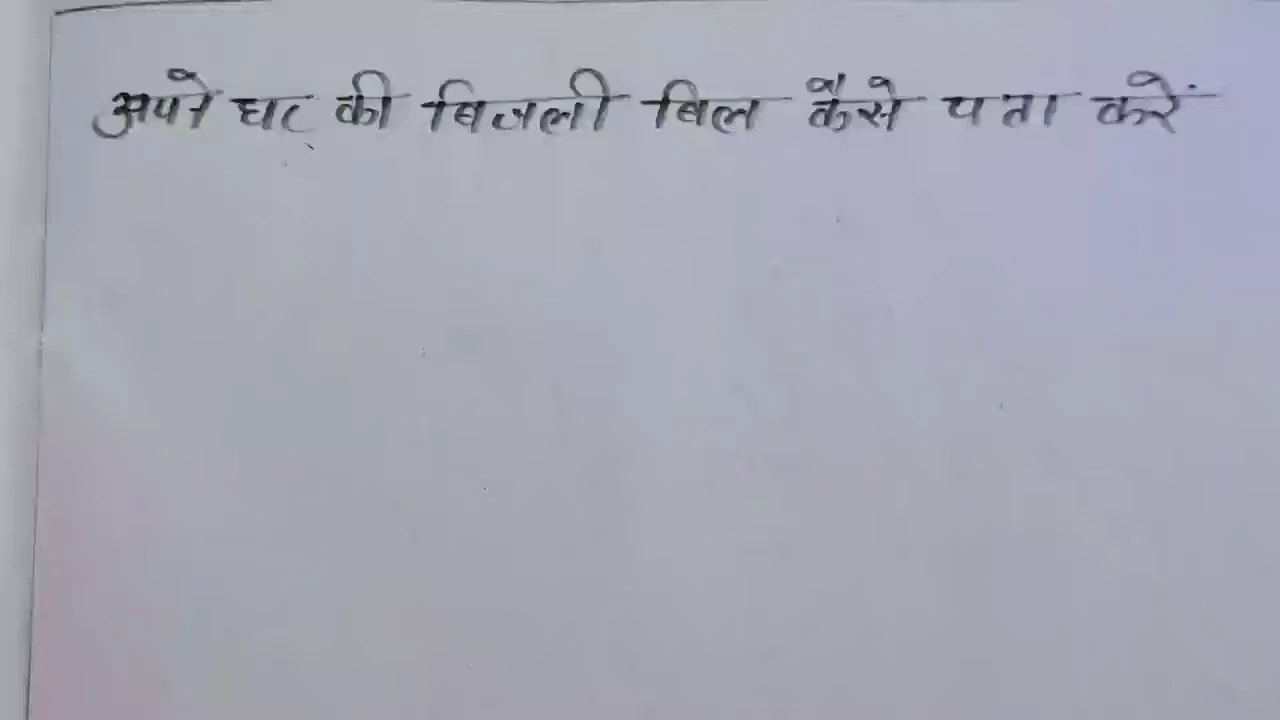 अपने घर की बिजली बिल कैसे पता करें